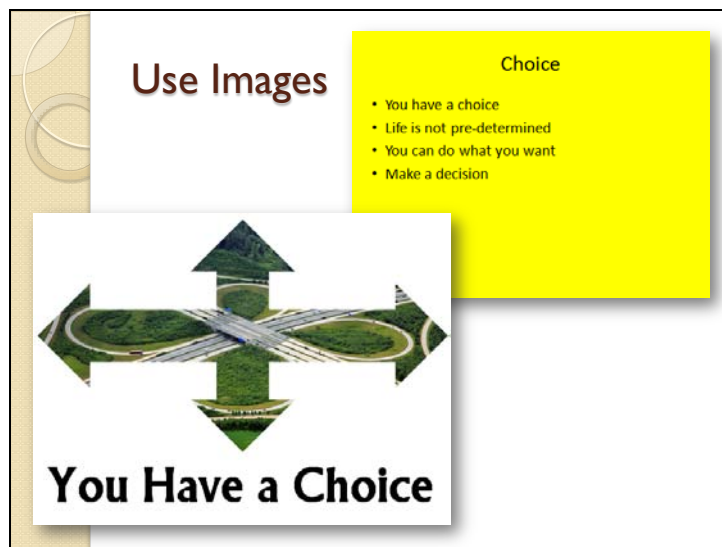 Use Images
Choice
• You have a choice
• Life is not pre-determined
• You can do what you want
• Make a decision
You Have a Choice